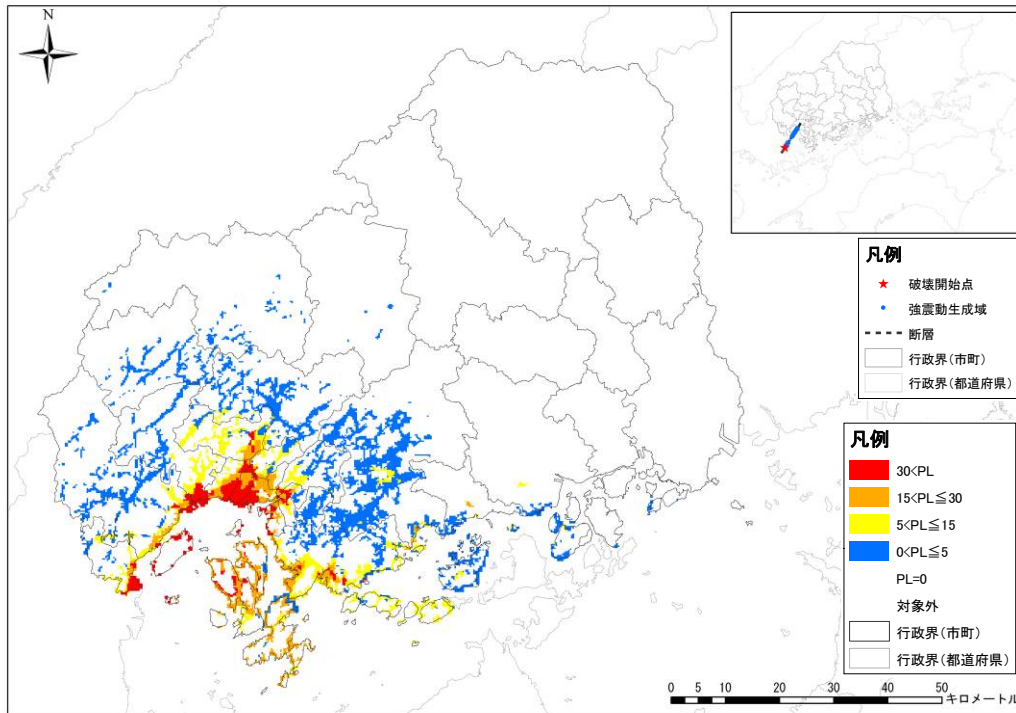 N
凡例
破壊開始点
強震動生成域
断層
行政界(市町)
行政界(都道府県)
凡例
30<PL
15<PL≦30
5<PL≦15
0<PL≦5
PL=0
対象外
行政界(市町)
行政界(都道府県)
0 5 10 20 30 40 50
キロメートル